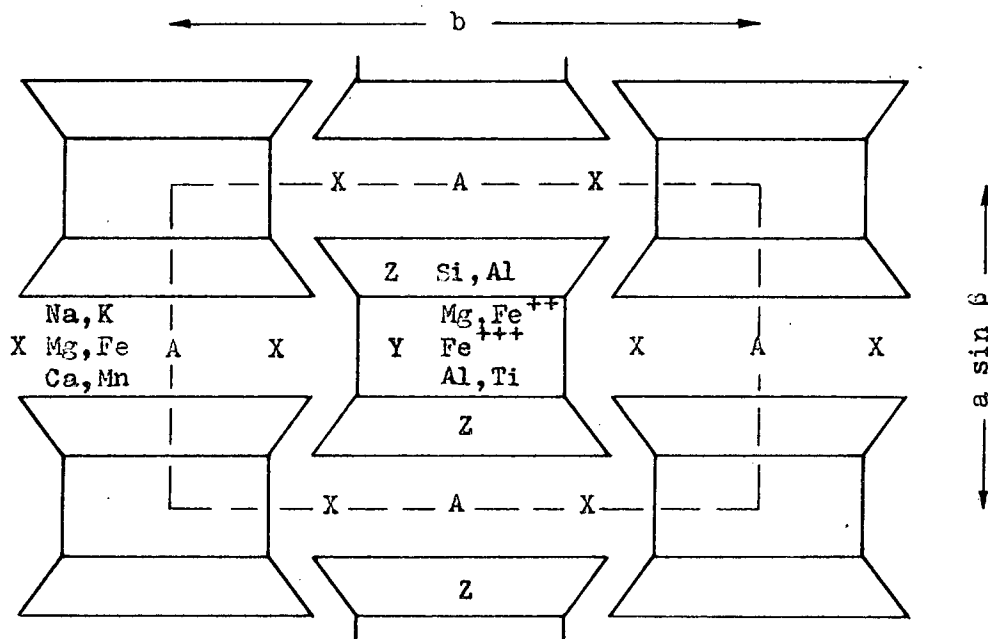 b
X A X
Z Si, Al
Na, K Mg, Fe++
X Mg, Fe A X Y Fe+++ X A X
Ca, Mn Al, Ti
a sin β
Z
X A X
Z